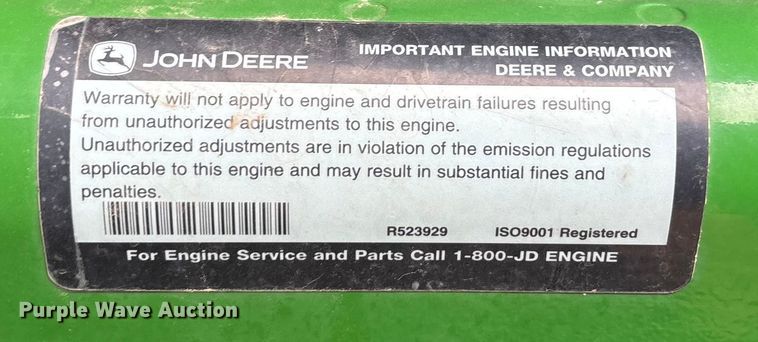 JOHN DEERE
IMPORTANT ENGINE INFORMATION
DEERE & COMPANY
Warranty will not apply to engine and drivetrain failures resulting
from unauthorized adjustments to this engine.
Unauthorized adjustments are in violation of the emission regulations
applicable to this engine and may result in substantial fines and
penalties.
R523929 ISO9001 Registered
For Engine Service and Parts Call 1-800-JD ENGINE
Purple Wave Auction